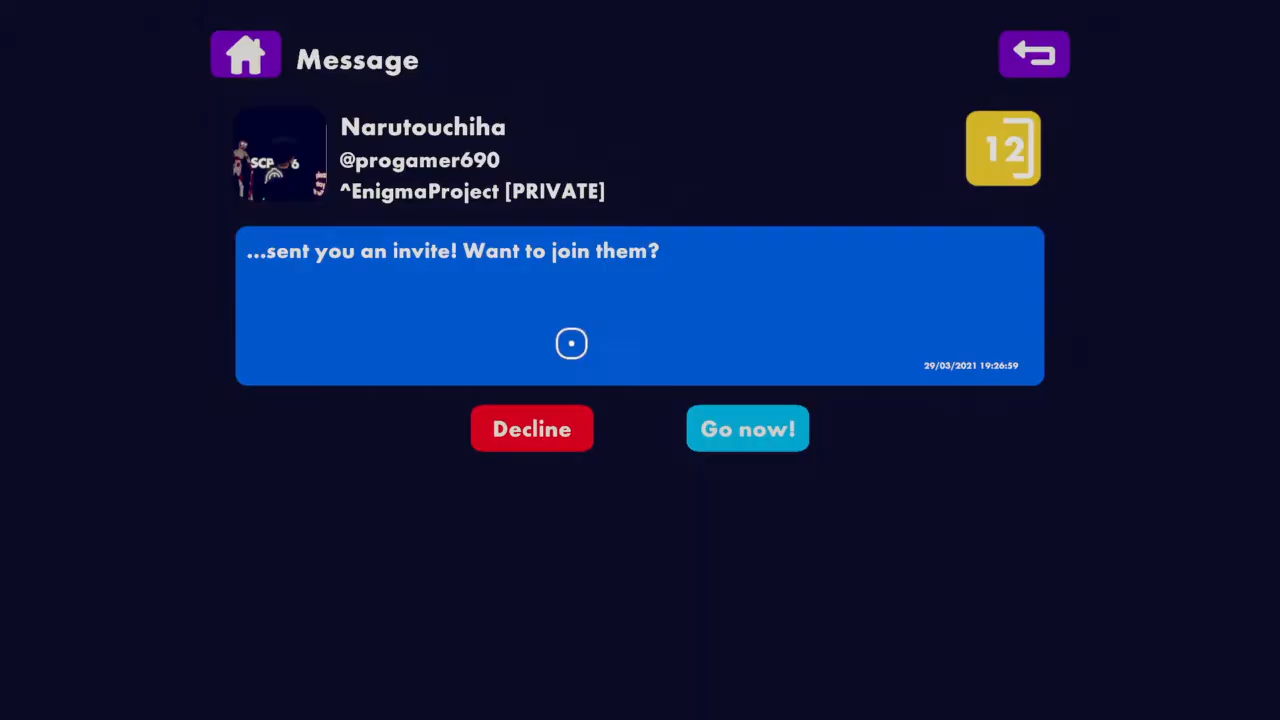 Message
Narutouchiha
@progamer690
^EnigmaProject [PRIVATE]
12
...sent you an invite! Want to join them?
29/03/2021 19:26:59
Decline
Go now!